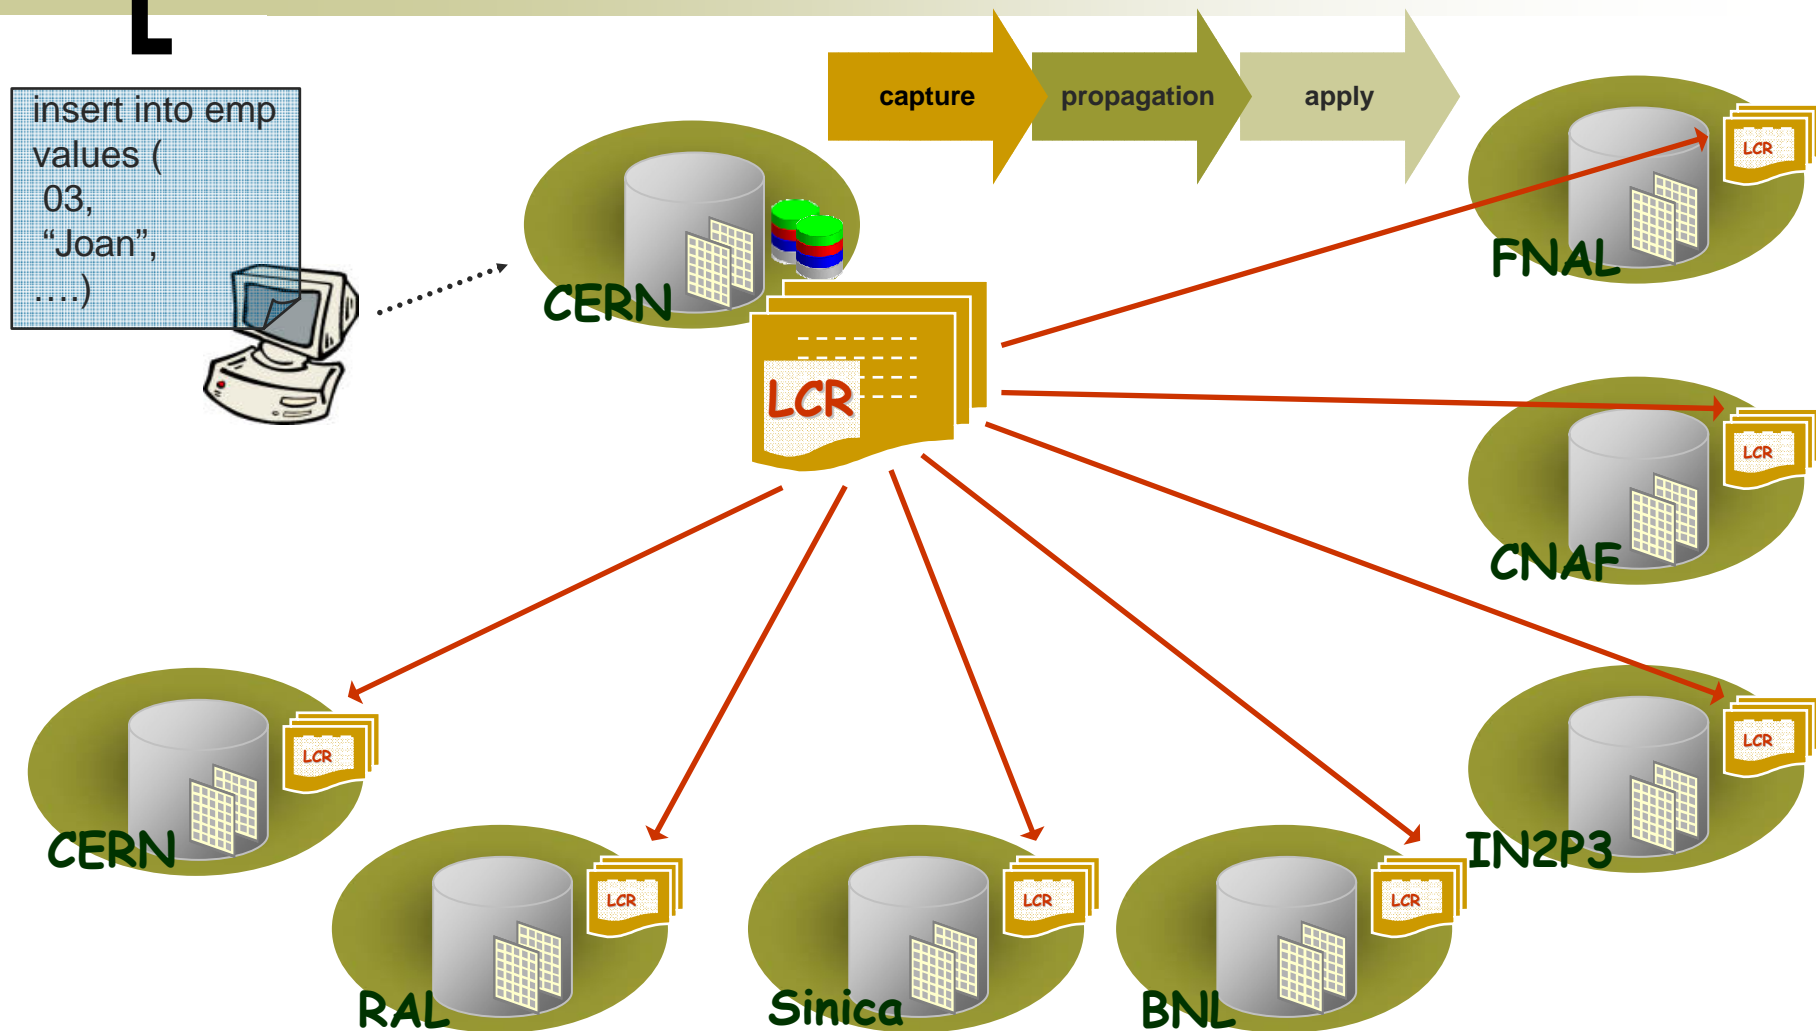 insert into emp
values (
03,
“Joan”,
….)
capture
propagation
apply
CERN
LCR
FNAL
LCR
CNAF
LCR
IN2P3
LCR
CERN
LCR
RAL
LCR
Sinica
LCR
BNL
LCR